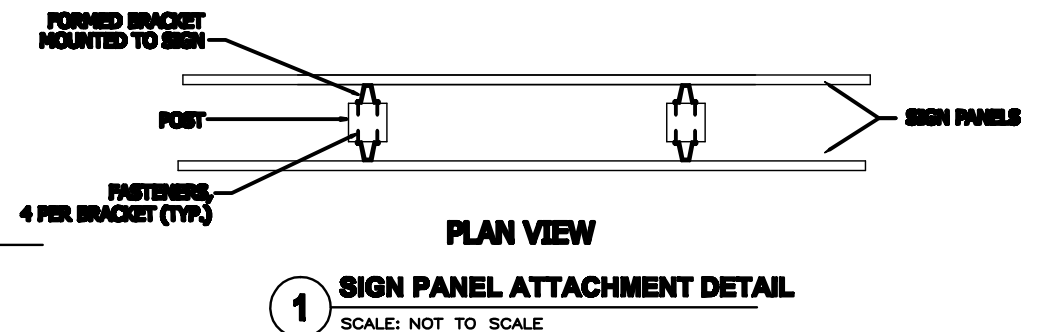 FORMED BRACKET
MOUNTED TO SIGN
POST
SIGN PANELS
FASTENERS,
4 PER BRACKET (TYP.)
PLAN VIEW
1 SIGN PANEL ATTACHMENT DETAIL
SCALE: NOT TO SCALE